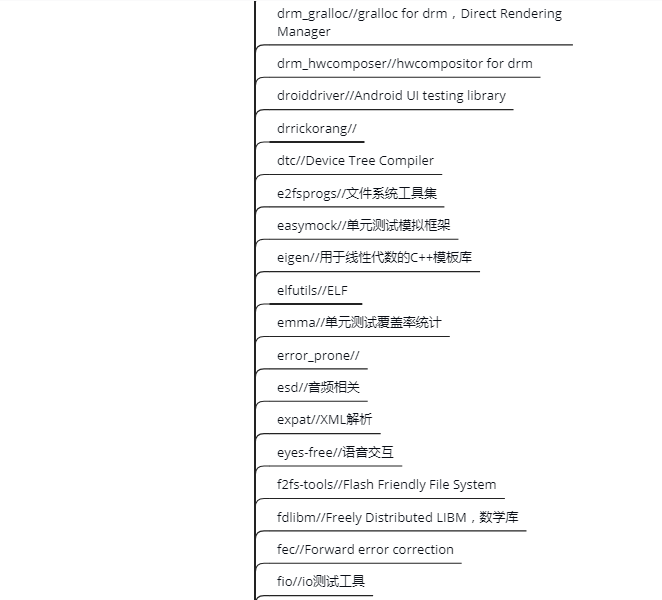 drm_gralloc//gralloc for drm，Direct Rendering
Manager
drm_hwcomposer//hwcompositor for drm
droiddriver//Android UI testing library
drrickorang//
dtc//Device Tree Compiler
e2fsprogs//文件系统工具集
easymock//单元测试模拟框架
eigen//用于线性代数的C++模板库
elfutils//ELF
emma//单元测试覆盖率统计
error_prone//
esd//音频相关
expat//XML解析
eyes-free//语音交互
f2fs-tools//Flash Friendly File System
fdlibm//Freely Distributed LIBM，数学库
fec//Forward error correction
fio//io测试工具